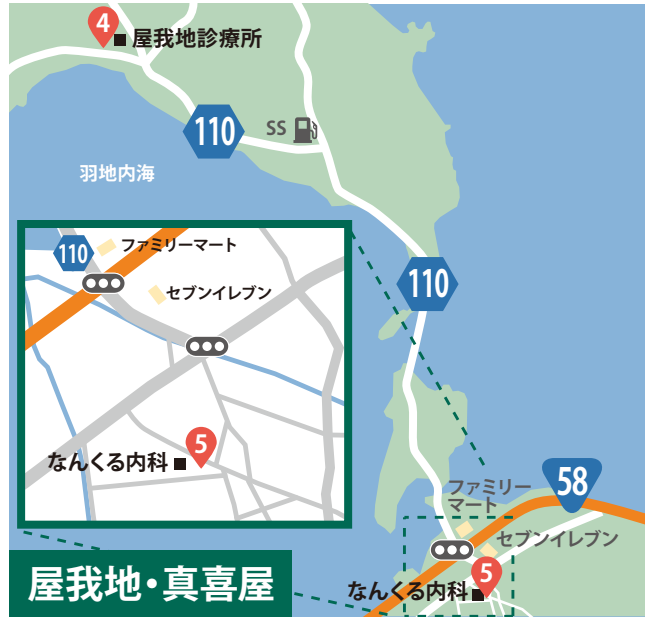 4
屋我地診療所
110
SS
羽地内海
110
ファミリーマート
セブンイレブン
110
5
なんくる内科
58
ファミリー
マート
セブンイレブン
5
なんくる内科
屋我地・真喜屋